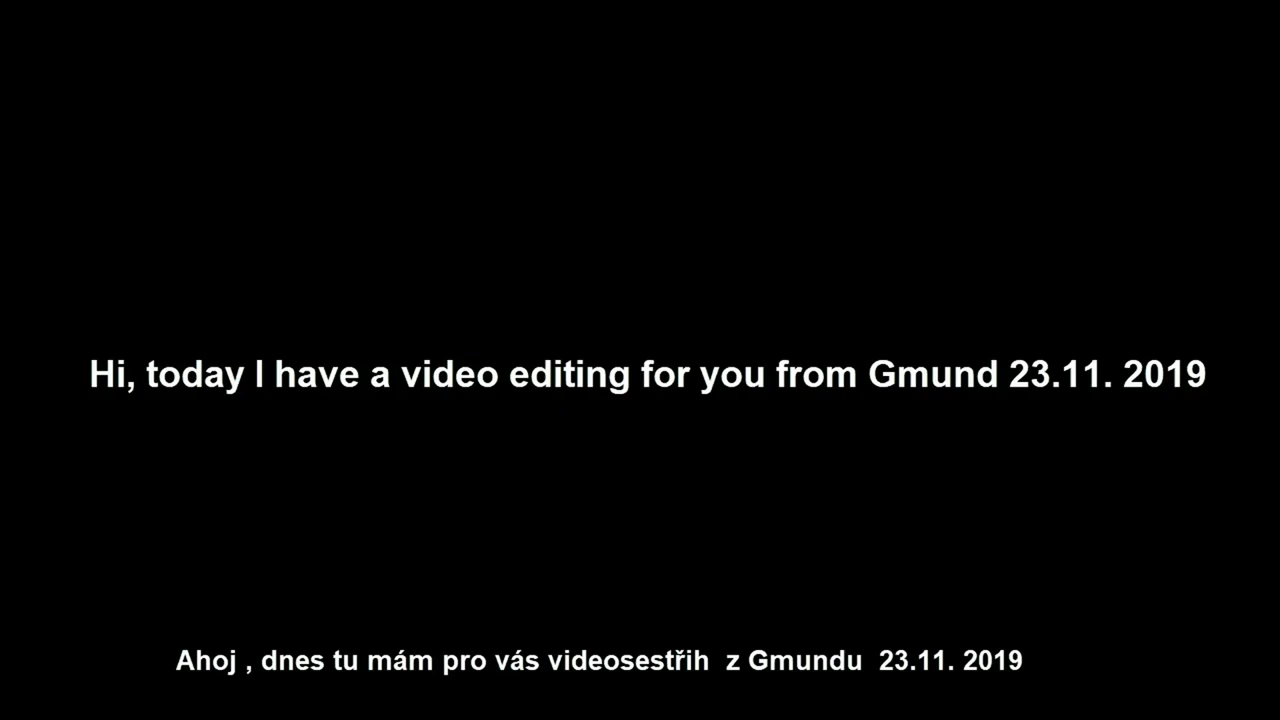 Hi, today I have a video editing for you from Gmund 23.11. 2019
Ahoj , dnes tu mám pro vás videosestřih  z Gmundu  23.11. 2019